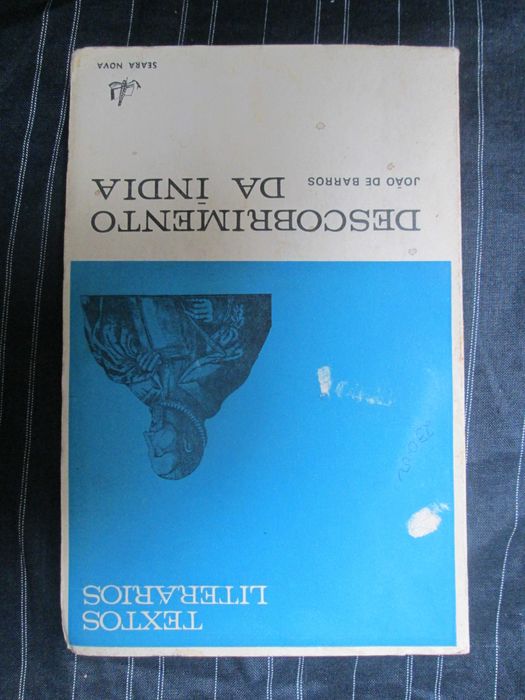 TEXTOS
LITERÁRIOS
DESCOBRIMENTO
JOÃO DE BARROS DA ÍNDIA
SEARA NOVA